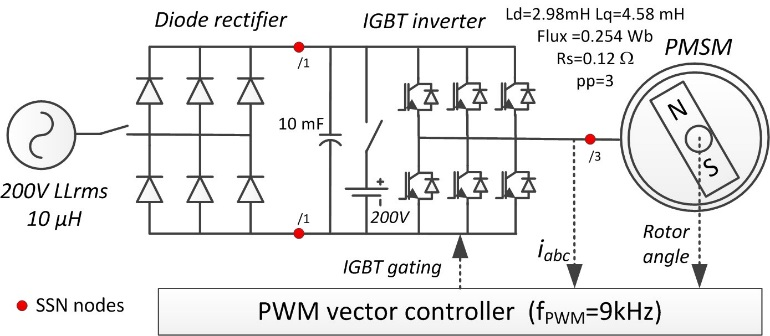 Diode rectifier
IGBT inverter
Ld=2.98mH Lq=4.58 mH
Flux =0.254 Wb
Rs=0.12 Ω
pp=3
PMSM
/1
10 mF
N
S
/3
200V LLrms
10 µH
+
-
200V
/1
IGBT gating
iabc
Rotor
angle
SSN nodes
PWM vector controller (fPWM=9kHz)